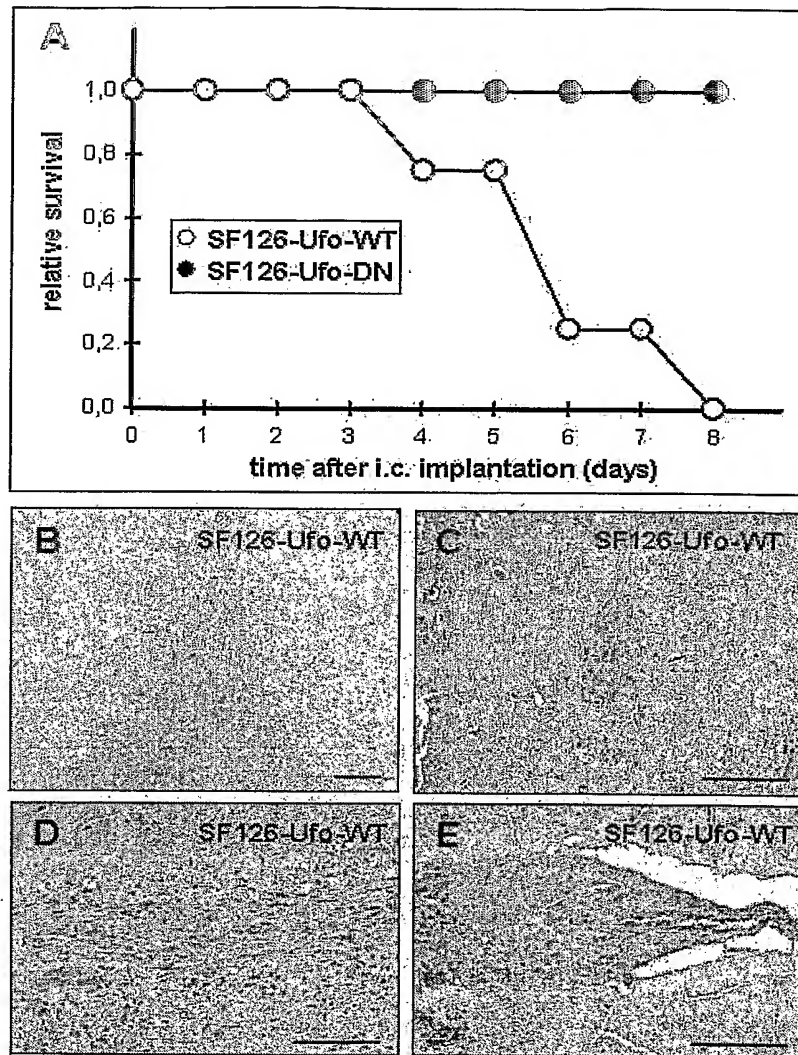 A
relative survival
1,0
0,8
0,6
0,4
0,2
0,0
SF126-Ufo-WT
SF126-Ufo-DN
0 1 2 3 4 5 6 7 8
time after i.c. implantation (days)
B SF126-Ufo-WT
C SF126-Ufo-WT
D SF126-Ufo-WT
E SF126-Ufo-WT